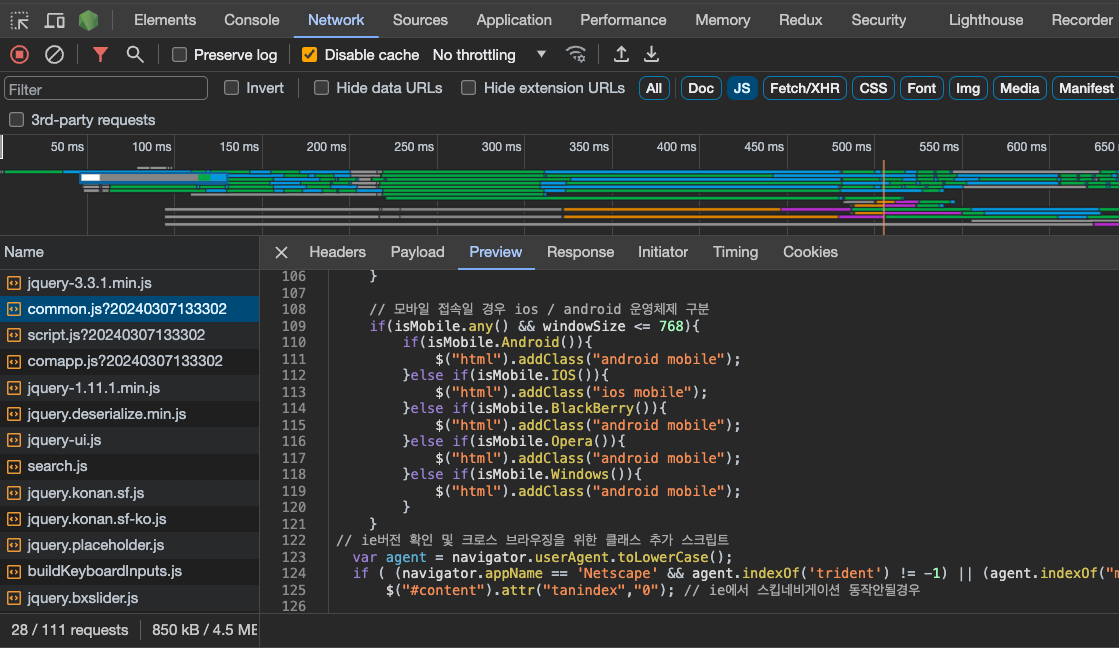 Elements Console Network Sources Application Performance Memory Redux Security Lighthouse Recorder
Preserve log Disable cache No throttling
Filter Invert Hide data URLs Hide extension URLs All Doc JS Fetch/XHR CSS Font Img Media Manifest
3rd-party requests
50 ms 100 ms 150 ms 200 ms 250 ms 300 ms 350 ms 400 ms 450 ms 500 ms 550 ms 600 ms 650
Name
jquery-3.3.1.min.js
common.js?20240307133302
script.js?20240307133302
comapp.js?20240307133302
jquery-1.11.1.min.js
jquery.deserialize.min.js
jquery-ui.js
search.js
jquery.konan.sf.js
jquery.konan.sf-ko.js
jquery.placeholder.js
buildKeyboardInputs.js
jquery.bxslider.js
28 / 111 requests 850 kB / 4.5 ME
Headers Payload Preview Response Initiator Timing Cookies
106 }
107
108 // 모바일 접속일 경우 ios / android 운영체제 구분
109 if(isMobile.any() && windowSize <= 768){
110 if(isMobile.Android()){
111 $("html").addClass("android mobile");
112 }else if(isMobile.IOS()){
113 $("html").addClass("ios mobile");
114 }else if(isMobile.BlackBerry()){
115 $("html").addClass("android mobile");
116 }else if(isMobile.Opera()){
117 $("html").addClass("android mobile");
118 }else if(isMobile.Windows()){
119 $("html").addClass("android mobile");
120 }
121 }
122 // ie버전 확인 및 크로스 브라우징을 위한 클래스 추가 스크립트
123 var agent = navigator.userAgent.toLowerCase();
124 if ( (navigator.appName == 'Netscape' && agent.indexOf('trident') != -1) || (agent.indexOf("m
125 $("#content").attr("tanindex","0"); // ie에서 스킵네비게이션 동작안될경우
126